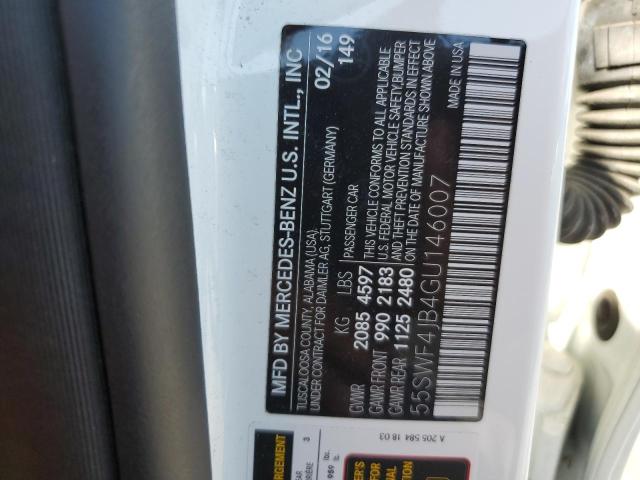 MFD BY MERCEDES-BENZ U.S. INTL., INC
TUSCALOOSA COUNTY, ALABAMA (USA)
UNDER CONTRACT FOR DAIMLER AG, STUTTGART (GERMANY)
02/16
149
KG LBS PASSENGER CAR
GVWR 2085 4597 THIS VEHICLE CONFORMS TO ALL APPLICABLE
GAWR FRONT 990 2183 U.S. FEDERAL MOTOR VEHICLE SAFETY, BUMPER
GAWR REAR 1125 2480 AND THEFT PREVENTION STANDARDS IN EFFECT
ON THE DATE OF MANUFACTURE SHOWN ABOVE
55SWF4JB4GU146007
MADE IN USA
A 205 584 18 03
3
959 lbs.